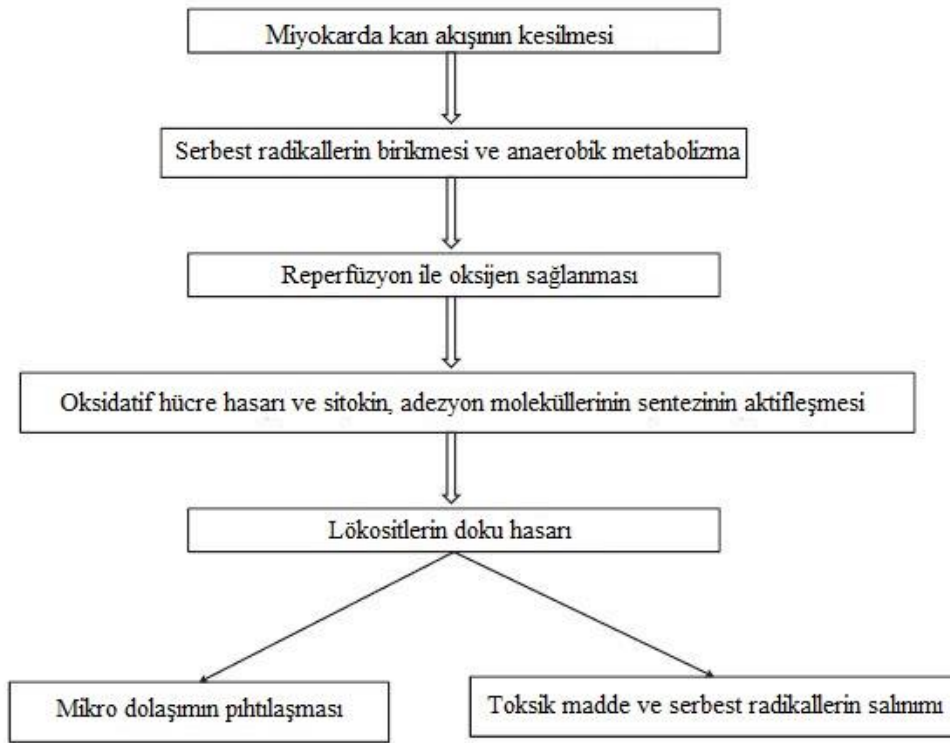 Miyokarda kan akışının kesilmesi
Serbest radikallerin birikmesi ve anaerobik metabolizma
Reperfüzyon ile oksijen sağlanması
Oksidatif hücre hasarı ve sitokin, adezyon moleküllerinin sentezinin aktifleşmesi
Lökositlerin doku hasarı
Mikro dolaşımın pıhtılaşması
Toksik madde ve serbest radikallerin salınımı